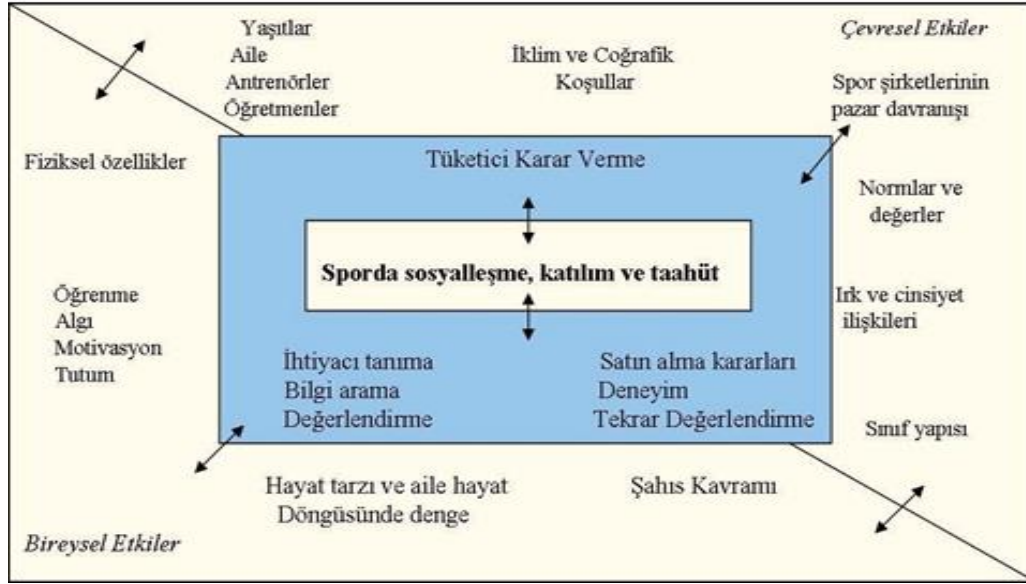 Yaşıtlar
Aile
Antrenörler
Öğretmenler
İklim ve Coğrafik
Koşullar
Çevresel Etkiler
Spor şirketlerinin
pazar davranışı
Fiziksel özellikler
Tüketici Karar Verme
Normlar ve
değerler
Sporda sosyalleşme, katılım ve taahüt
Öğrenme
Algı
Motivasyon
Tutum
Irk ve cinsiyet
ilişkileri
İhtiyacı tanıma
Bilgi arama
Değerlendirme
Satın alma kararları
Deneyim
Tekrar Değerlendirme
Sınıf yapısı
Hayat tarzı ve aile hayat
Döngüsünde denge
Şahıs Kavramı
Bireysel Etkiler